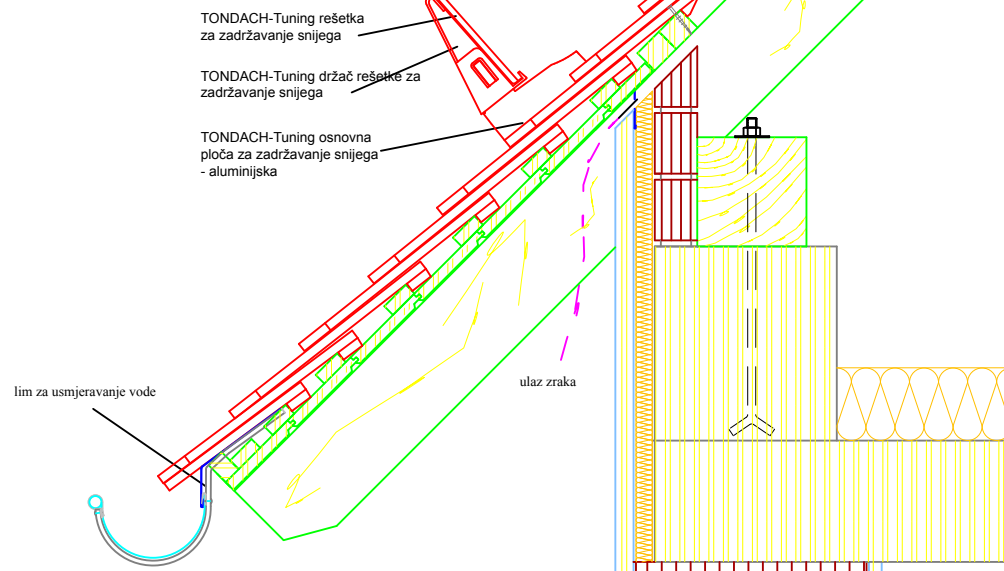 TONDACH-Tuning rešetka
za zadržavanje snijega
TONDACH-Tuning držač rešetke za
zadržavanje snijega
TONDACH-Tuning osnovna
ploča za zadržavanje snijega
- aluminijska
ulaz zraka
lim za usmjeravanje vode